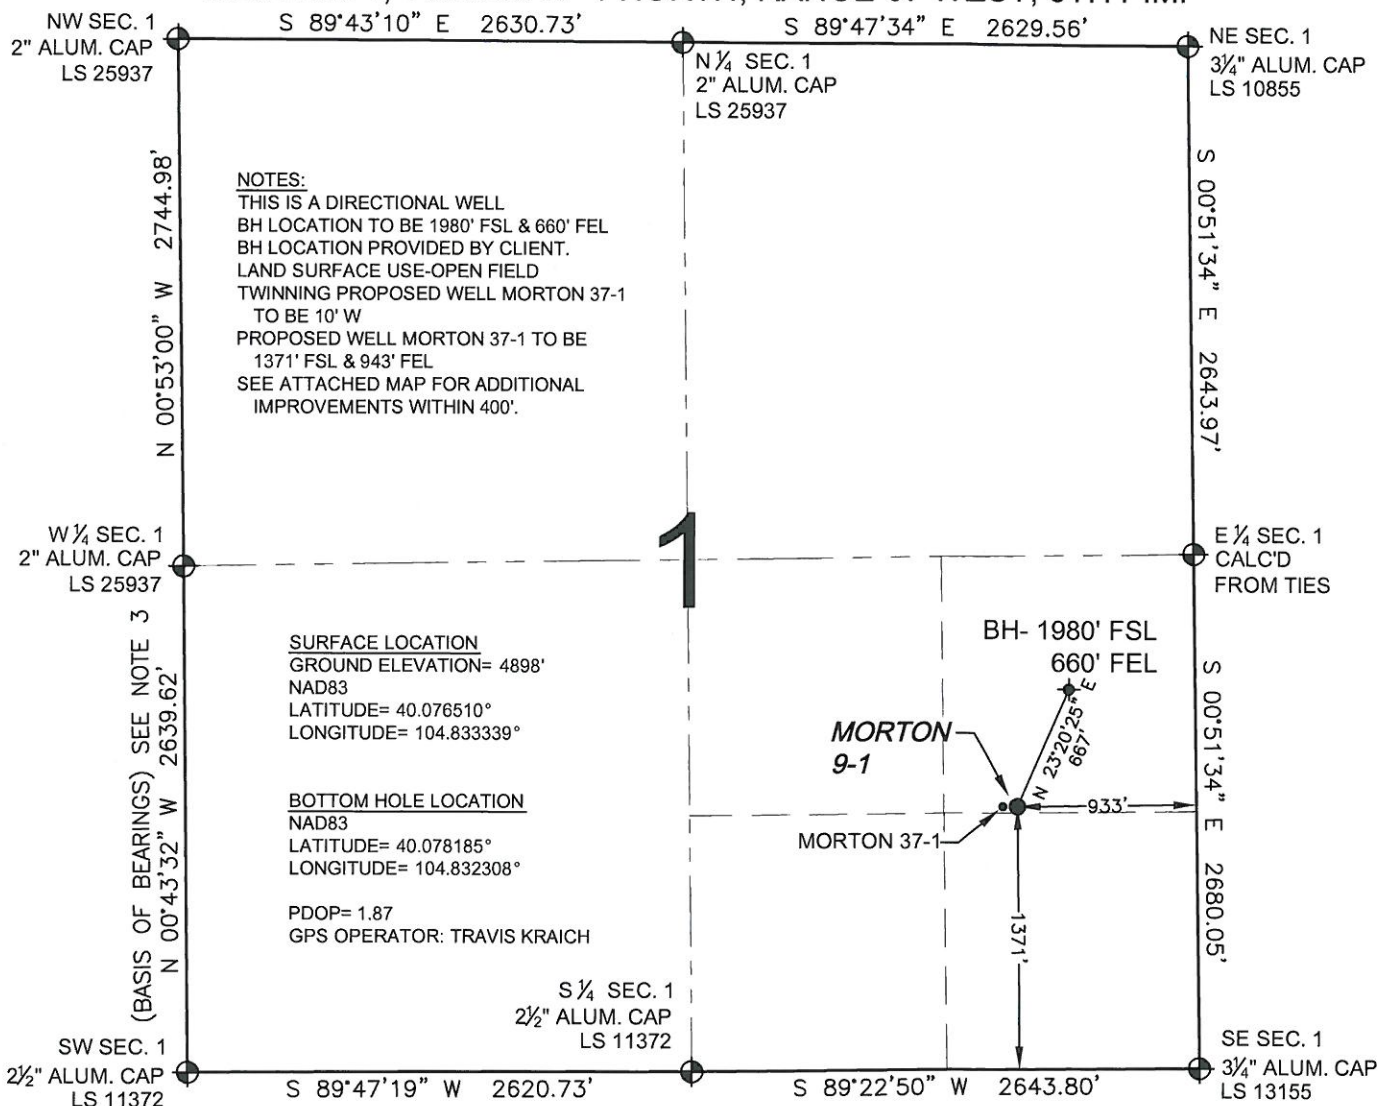 S 89°43'10" E 2630.73'
S 89°47'34" E 2629.56'
NW SEC. 1
2" ALUM. CAP
LS 25937
N ¼ SEC. 1
2" ALUM. CAP
LS 25937
NE SEC. 1
3¼" ALUM. CAP
LS 10855
N 00°53'00" W 2744.98'
NOTES:
THIS IS A DIRECTIONAL WELL
BH LOCATION TO BE 1980' FSL & 660' FEL
BH LOCATION PROVIDED BY CLIENT.
LAND SURFACE USE-OPEN FIELD
TWINNING PROPOSED WELL MORTON 37-1
TO BE 10' W
PROPOSED WELL MORTON 37-1 TO BE
1371' FSL & 943' FEL
SEE ATTACHED MAP FOR ADDITIONAL
IMPROVEMENTS WITHIN 400'.
S 00°51'34" E 2643.97'
W ¼ SEC. 1
2" ALUM. CAP
LS 25937
1
E ¼ SEC. 1
CALC'D
FROM TIES
(BASIS OF BEARINGS) SEE NOTE 3
N 00°43'32" W 2639.62'
SURFACE LOCATION
GROUND ELEVATION= 4898'
NAD83
LATITUDE= 40.076510°
LONGITUDE= 104.833339°
BOTTOM HOLE LOCATION
NAD83
LATITUDE= 40.078185°
LONGITUDE= 104.832308°
PDOP= 1.87
GPS OPERATOR: TRAVIS KRAICH
BH- 1980' FSL
660' FEL
N 23°20'25" E
667'
MORTON
9-1
933'
MORTON 37-1
1371'
S 00°51'34" E 2680.05'
S ¼ SEC. 1
2½" ALUM. CAP
LS 11372
SW SEC. 1
2½" ALUM. CAP
LS 11372
S 89°47'19" W 2620.73'
S 89°22'50" W 2643.80'
SE SEC. 1
3¼" ALUM. CAP
LS 13155